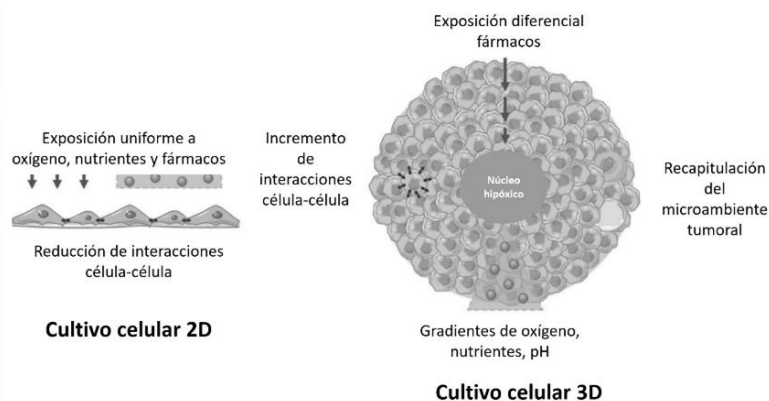 Exposición uniforme a
oxígeno, nutrientes y fármacos
Reducción de interacciones
célula-célula
Cultivo celular 2D
Incremento
de
interacciones
célula-célula
Exposición diferencial
fármacos
Núcleo
hipóxico
Gradientes de oxígeno,
nutrientes, pH
Cultivo celular 3D
Recapitulación
del
microambiente
tumoral